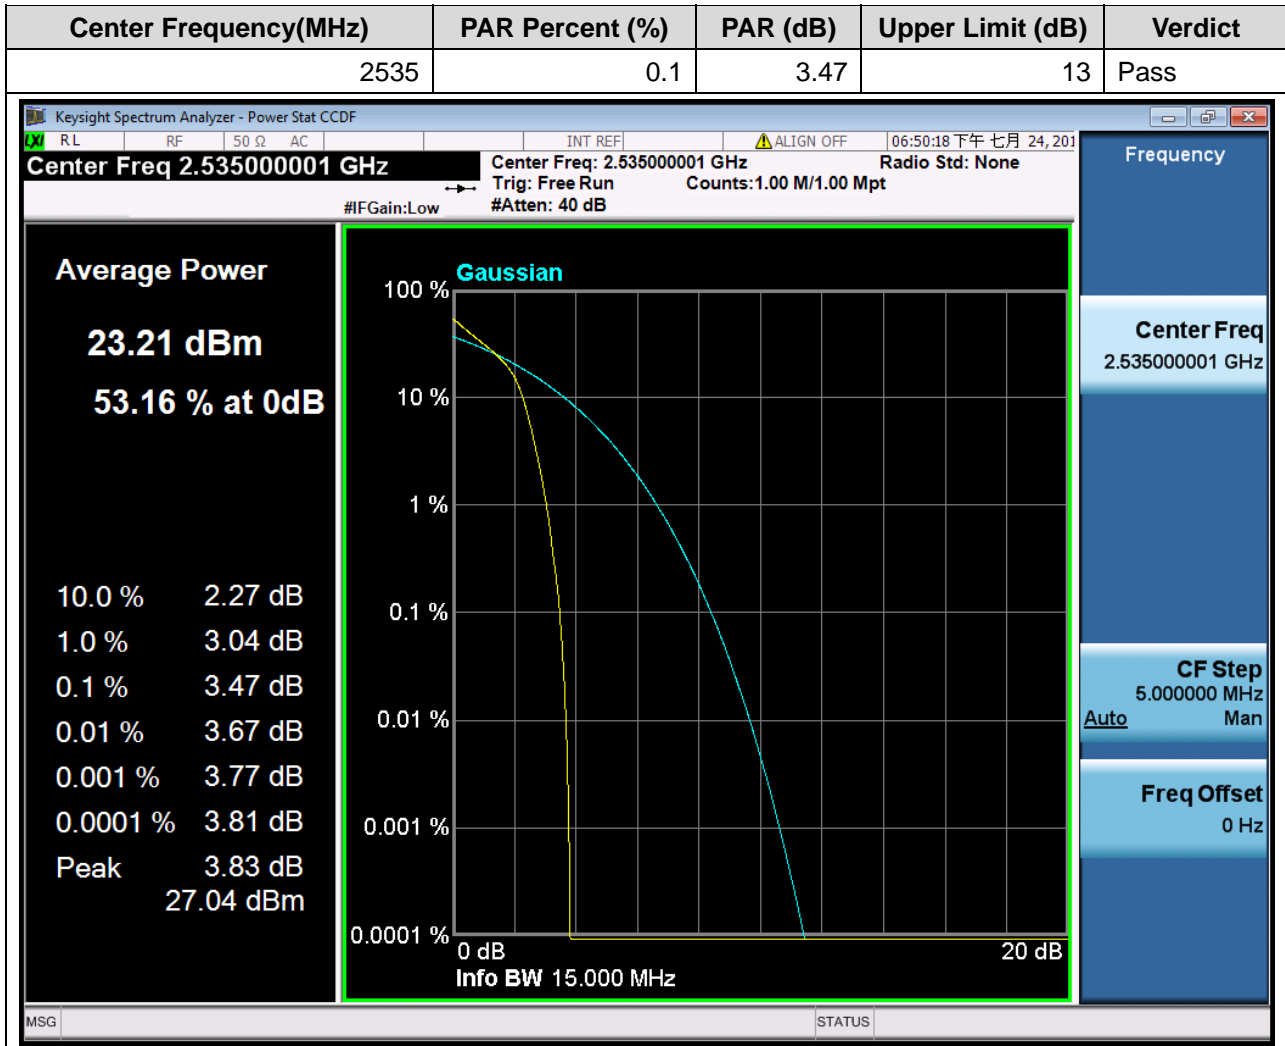 Center Frequency(MHz) PAR Percent (%) PAR (dB) Upper Limit (dB) Verdict
2535 0.1 3.47 13 Pass
Keysight Spectrum Analyzer - Power Stat CCDF
LXI RL RF 50 Ω AC INT REF ALIGN OFF 06:50:18 下午 七月 24, 201
Center Freq 2.535000001 GHz
Center Freq: 2.535000001 GHz Radio Std: None
Trig: Free Run Counts:1.00 M/1.00 Mpt
#IFGain:Low #Atten: 40 dB
Frequency
Average Power
23.21 dBm
53.16 % at 0dB
10.0 % 2.27 dB
1.0 % 3.04 dB
0.1 % 3.47 dB
0.01 % 3.67 dB
0.001 % 3.77 dB
0.0001 % 3.81 dB
Peak 3.83 dB
27.04 dBm
Gaussian
100 %
10 %
1 %
0.1 %
0.01 %
0.001 %
0.0001 %
0 dB 20 dB
Info BW 15.000 MHz
Center Freq
2.535000001 GHz
CF Step
5.000000 MHz
Auto Man
Freq Offset
0 Hz
MSG STATUS